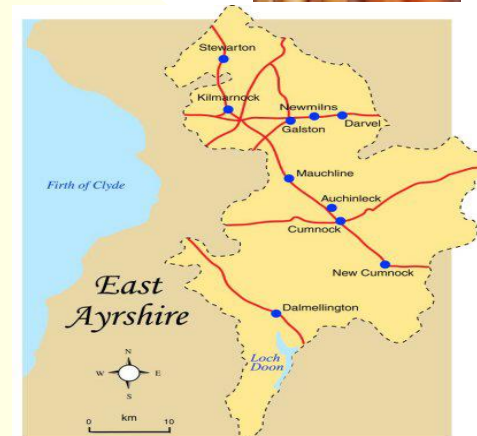 Stewarton
Kilmarnock
Newmilns
Galston
Darvel
Mauchline
Firth of Clyde
Auchinleck
Cumnock
New Cumnock
East
Ayrshire
Dalmellington
Loch
Doon
N
W
E
S
km
0
10